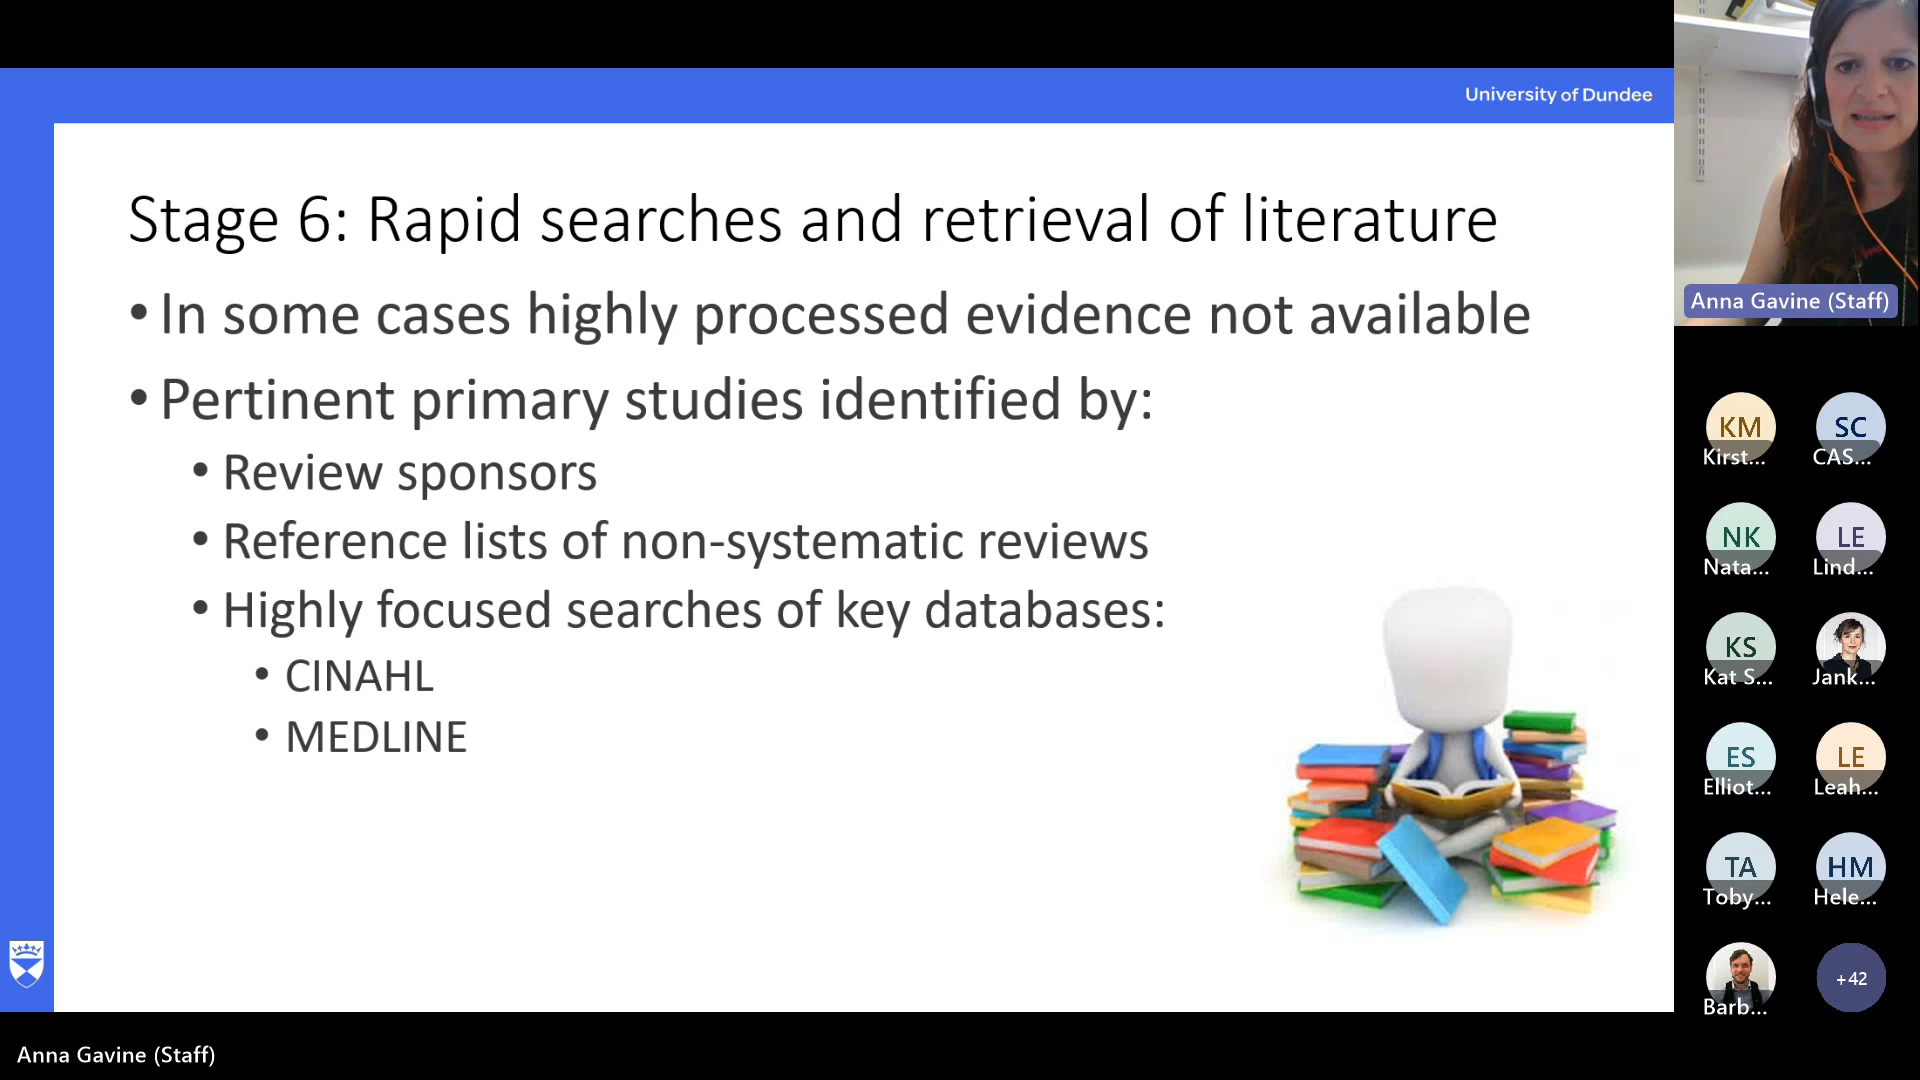 University of Dundee
Stage 6: Rapid searches and retrieval of literature
• In some cases highly processed evidence not available
• Pertinent primary studies identified by:
• Review sponsors
• Reference lists of non-systematic reviews
• Highly focused searches of key databases:
• CINAHL
• MEDLINE
Anna Gavine (Staff)
KM
Kirst...
SC
CAS...
NK
Nata...
LE
Lind...
KS
Kat S...
Jank...
ES
Elliot...
LE
Leah...
TA
Toby...
HM
Hele...
Barb...
+42
Anna Gavine (Staff)